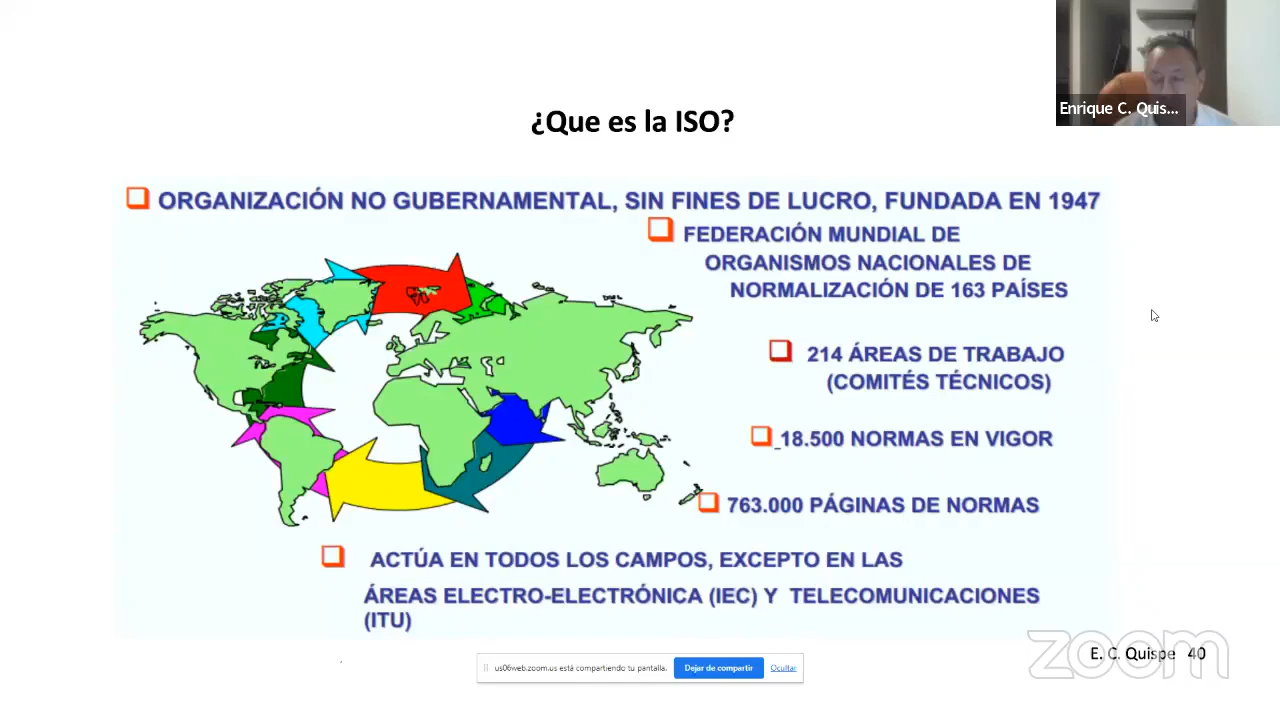 Enrique C. Quis...
¿Que es la ISO?
ORGANIZACIÓN NO GUBERNAMENTAL, SIN FINES DE LUCRO, FUNDADA EN 1947
FEDERACIÓN MUNDIAL DE
ORGANISMOS NACIONALES DE
NORMALIZACIÓN DE 163 PAÍSES
214 ÁREAS DE TRABAJO
(COMITÉS TÉCNICOS)
18.500 NORMAS EN VIGOR
763.000 PÁGINAS DE NORMAS
ACTÚA EN TODOS LOS CAMPOS, EXCEPTO EN LAS
ÁREAS ELECTRO-ELECTRÓNICA (IEC) Y TELECOMUNICACIONES
(ITU)
us06web.zoom.us está compartiendo tu pantalla. Dejar de compartir Ocultar
E. C. Quispe 40
zoom